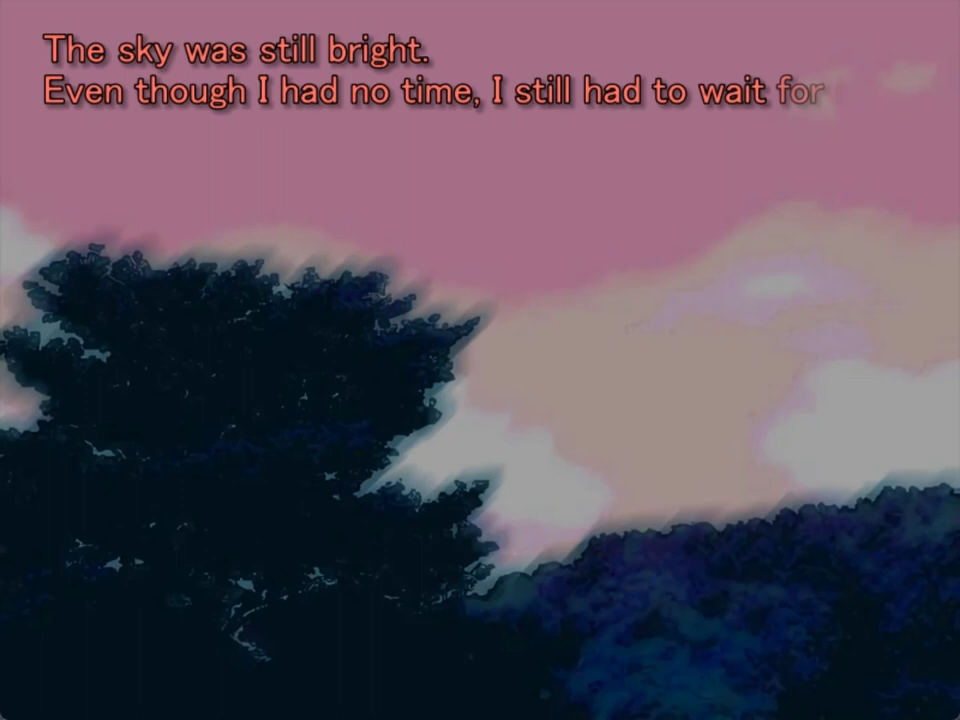 The sky was still bright.
Even though I had no time, I still had to wait for